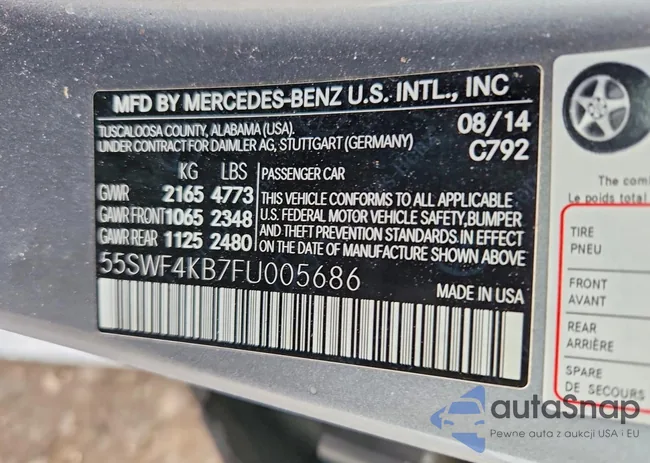 MFD BY MERCEDES-BENZ U.S. INTL., INC
TUSCALOOSA COUNTY, ALABAMA (USA).
UNDER CONTRACT FOR DAIMLER AG, STUTTGART (GERMANY)
08/14
C792
KG LBS
GVWR 2165 4773
GAWR FRONT 1065 2348
GAWR REAR 1125 2480
PASSENGER CAR
THIS VEHICLE CONFORMS TO ALL APPLICABLE
U.S. FEDERAL MOTOR VEHICLE SAFETY, BUMPER
AND THEFT PREVENTION STANDARDS IN EFFECT
ON THE DATE OF MANUFACTURE SHOWN ABOVE.
55SWF4KB7FU005686
MADE IN USA
The com
Le poids total
TIRE
PNEU
FRONT
AVANT
REAR
ARRIÈRE
SPARE
DE SECOURS
autoSnap
Pewne auta z aukcji USA i EU